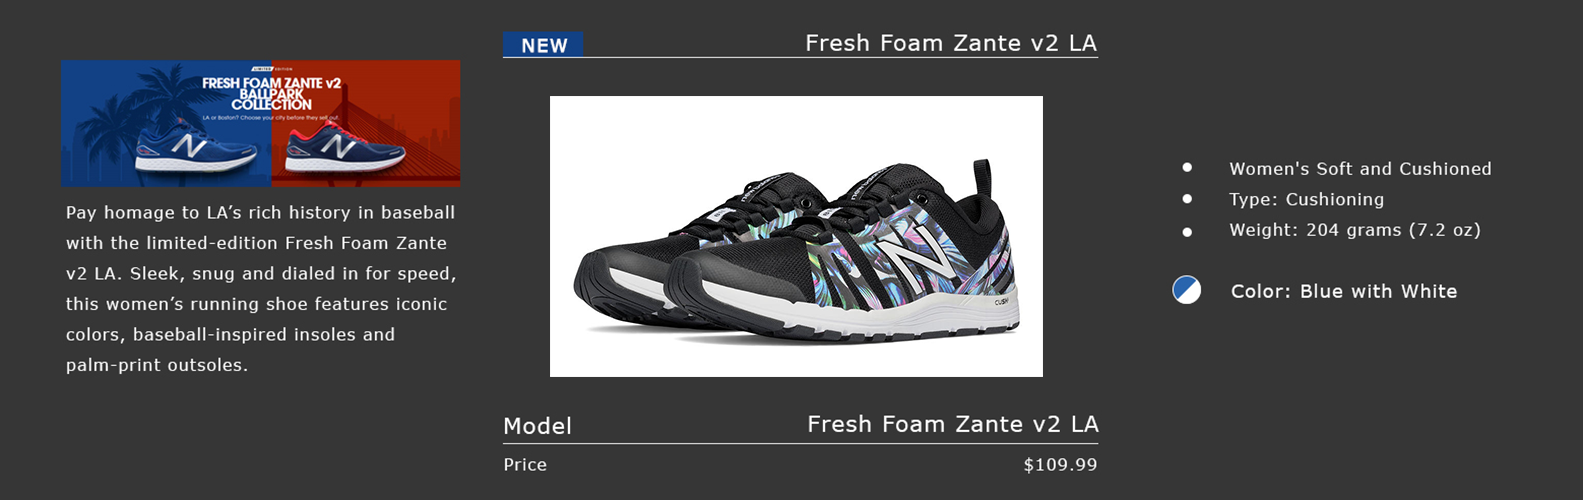 LIMITED EDITION
FRESH FOAM ZANTE v2
BALLPARK
COLLECTION
LA or Boston? Choose your city before they sell out.
Pay homage to LA’s rich history in baseball
with the limited-edition Fresh Foam Zante
v2 LA. Sleek, snug and dialed in for speed,
this women’s running shoe features iconic
colors, baseball-inspired insoles and
palm-print outsoles.
NEW
Fresh Foam Zante v2 LA
new balance
N
CUSH
Model Fresh Foam Zante v2 LA
Price $109.99
Women's Soft and Cushioned
Type: Cushioning
Weight: 204 grams (7.2 oz)
Color: Blue with White